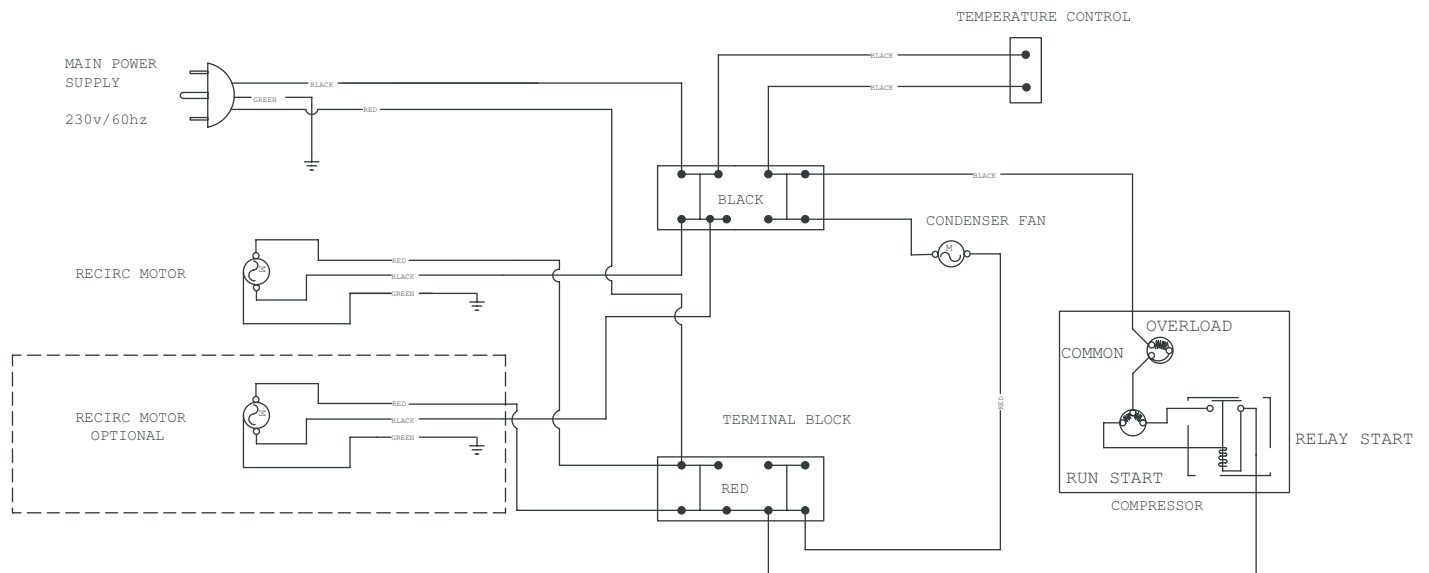 TEMPERATURE CONTROL
MAIN POWER
SUPPLY
230v/60hz
BLACK
GREEN
RED
BLACK
BLACK
BLACK
BLACK
CONDENSER FAN
M
RECIRC MOTOR
M
RED
BLACK
GREEN
OVERLOAD
COMMON
RECIRC MOTOR
OPTIONAL
M
RED
BLACK
GREEN
RED
TERMINAL BLOCK
RED
RELAY START
RUN START
COMPRESSOR